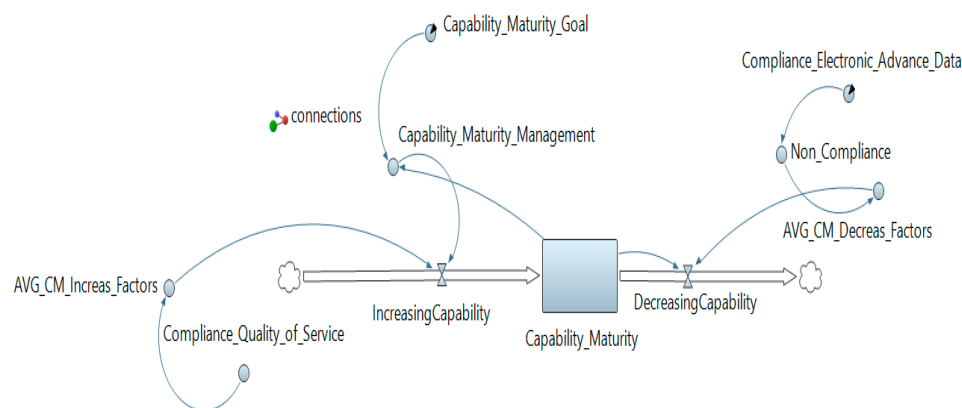 Capability_Maturity_Goal
Compliance_Electronic_Advance_Data
connections
Capability_Maturity_Management
Non_Compliance
AVG_CM_Decreas_Factors
AVG_CM_Increas_Factors
IncreasingCapability
DecreasingCapability
Compliance_Quality_of_Service
Capability_Maturity